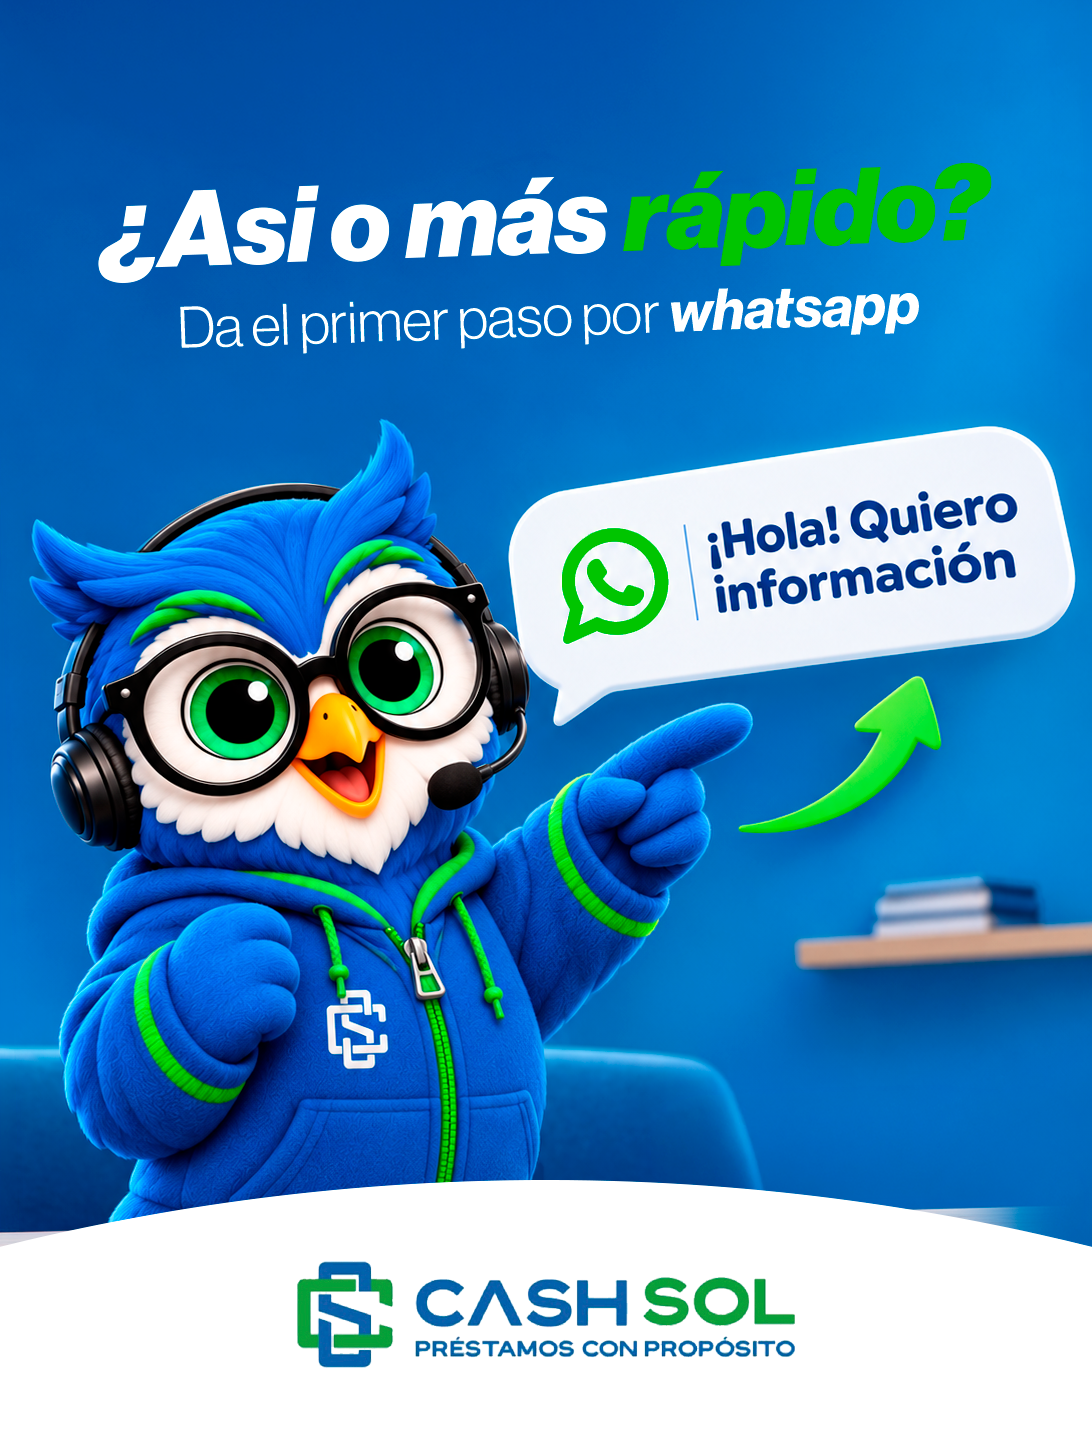 ¿Asi o más rápido?
Da el primer paso por whatsapp
¡Hola! Quiero
información
CASH SOL
PRÉSTAMOS CON PROPÓSITO